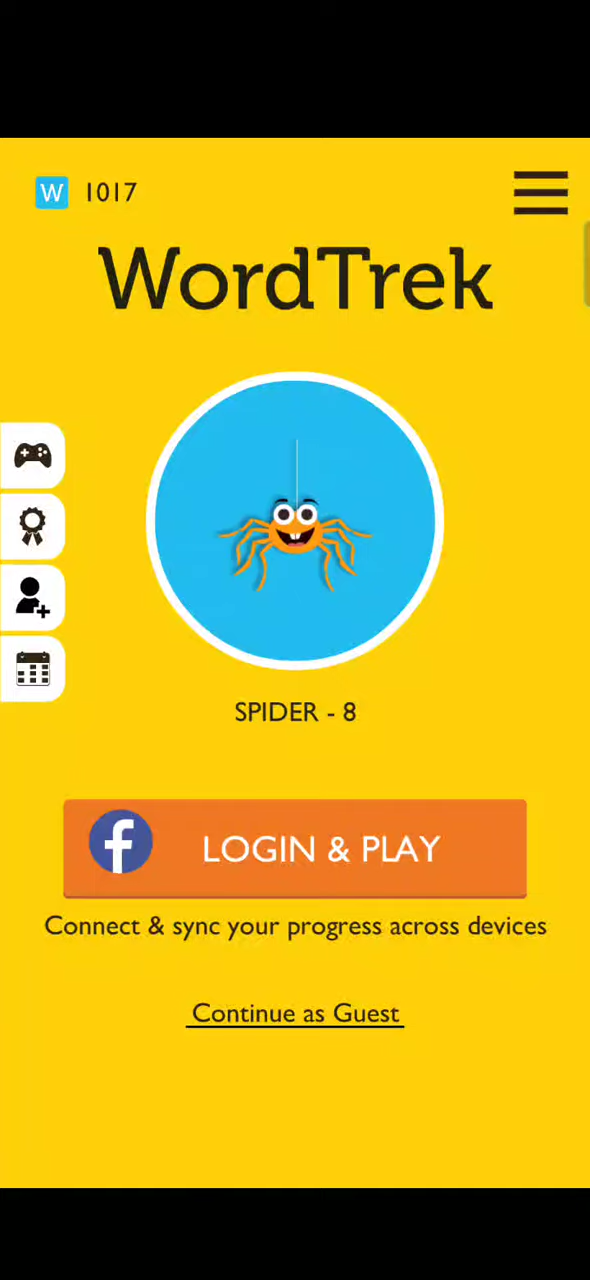 W 1017
WordTrek
SPIDER - 8
f LOGIN & PLAY
Connect & sync your progress across devices
Continue as Guest